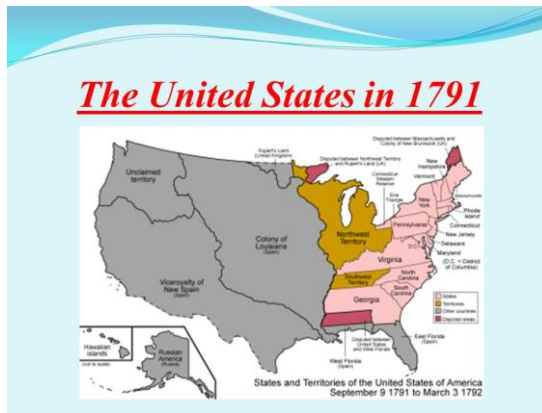 The United States in 1791
Disputed between Massachusetts and
Colony of New Brunswick (UK)
Rupert's Land
(United Kingdom)
Disputed between Northwest Territory
and Rupert's Land (UK)
New
Hampshire
Vermont
Unclaimed
territory
Connecticut
Western
Reserve
Erie
Triangle
Massachusetts
New
York
Rhode
Island
Connecticut
Pennsylvania
New Jersey
Northwest
Territory
Delaware
D.C.
Maryland
(D.C. = District
of Columbia)
Colony of
Louisiana
(Spain)
Virginia
Viceroyalty of
New Spain
(Spain)
Southwest
Territory
North
Carolina
South
Carolina
Georgia
States
Territories
Other countries
Disputed areas
Hawaiian
islands
(not to scale)
Russian
America
(Russia)
Disputed between
United States
and West Florida
East Florida
(Spain)
West Florida
(Spain)
States and Territories of the United States of America
September 9 1791 to March 3 1792